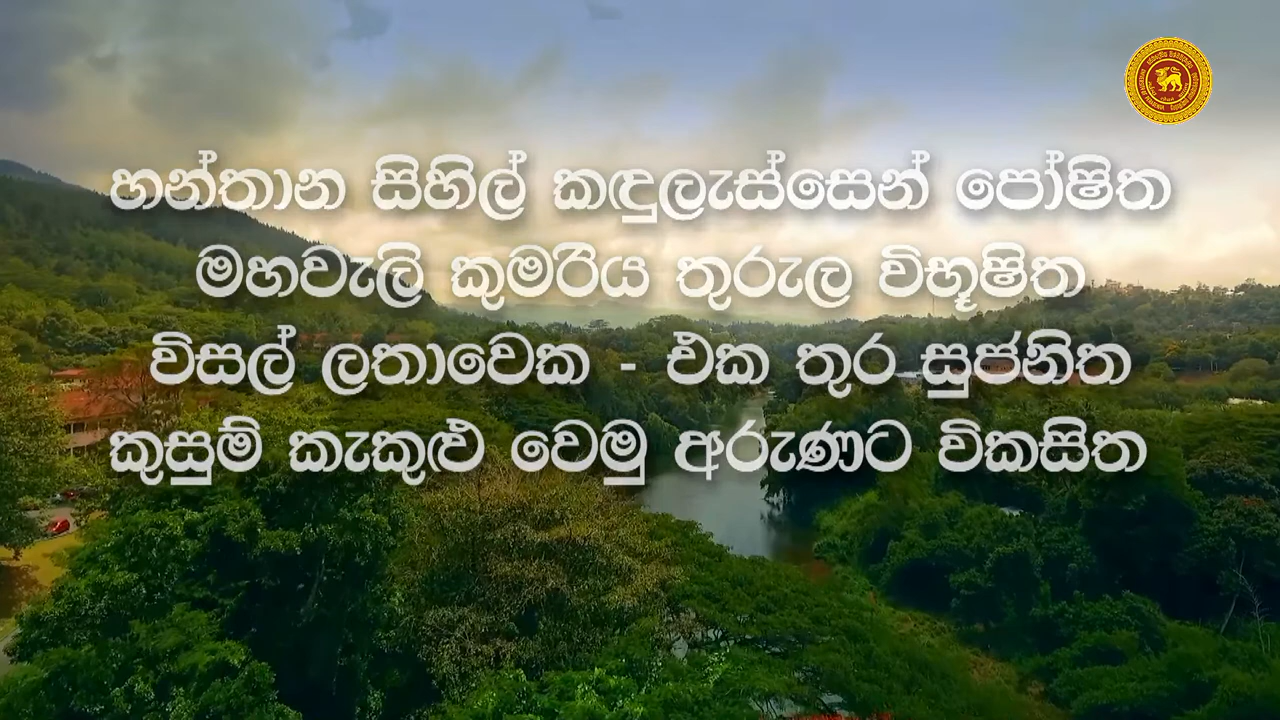 හන්තාන සිහිල් කඳුලැස්සෙන් පෝෂිත
මහවැලි කුමරිය තුරුල විභූෂිත
විසල් ලතාවෙක - එක තුර සුජනිත
කුසුම් කැකුළු වෙමු අරුණට විකසිත